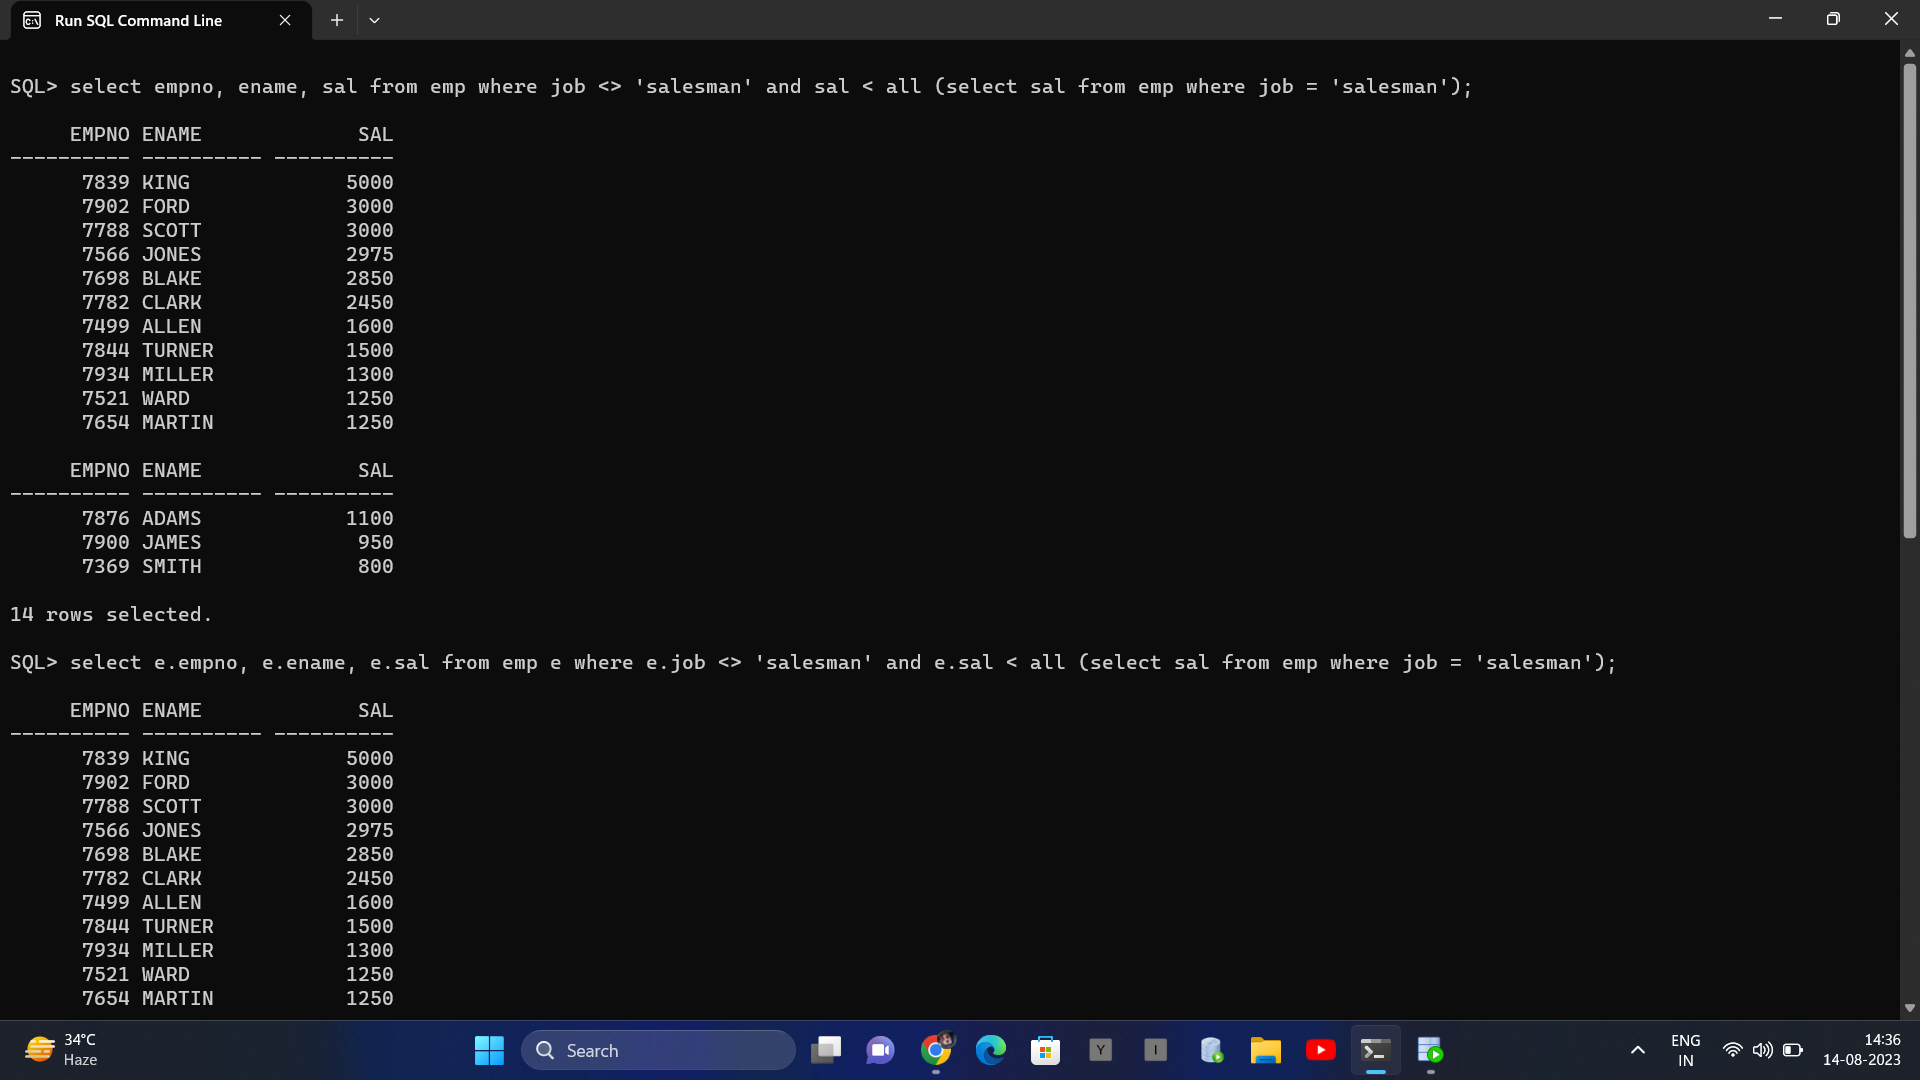 Run SQL Command Line
SQL> select empno, ename, sal from emp where job <> 'salesman' and sal < all (select sal from emp where job = 'salesman');
EMPNO ENAME SAL
---------- ---------- ----------
7839 KING 5000
7902 FORD 3000
7788 SCOTT 3000
7566 JONES 2975
7698 BLAKE 2850
7782 CLARK 2450
7499 ALLEN 1600
7844 TURNER 1500
7934 MILLER 1300
7521 WARD 1250
7654 MARTIN 1250
EMPNO ENAME SAL
---------- ---------- ----------
7876 ADAMS 1100
7900 JAMES 950
7369 SMITH 800
14 rows selected.
SQL> select e.empno, e.ename, e.sal from emp e where e.job <> 'salesman' and e.sal < all (select sal from emp where job = 'salesman');
EMPNO ENAME SAL
---------- ---------- ----------
7839 KING 5000
7902 FORD 3000
7788 SCOTT 3000
7566 JONES 2975
7698 BLAKE 2850
7782 CLARK 2450
7499 ALLEN 1600
7844 TURNER 1500
7934 MILLER 1300
7521 WARD 1250
7654 MARTIN 1250
34°C
Haze
Search
Y
I
ENG
IN
14:36
14-08-2023